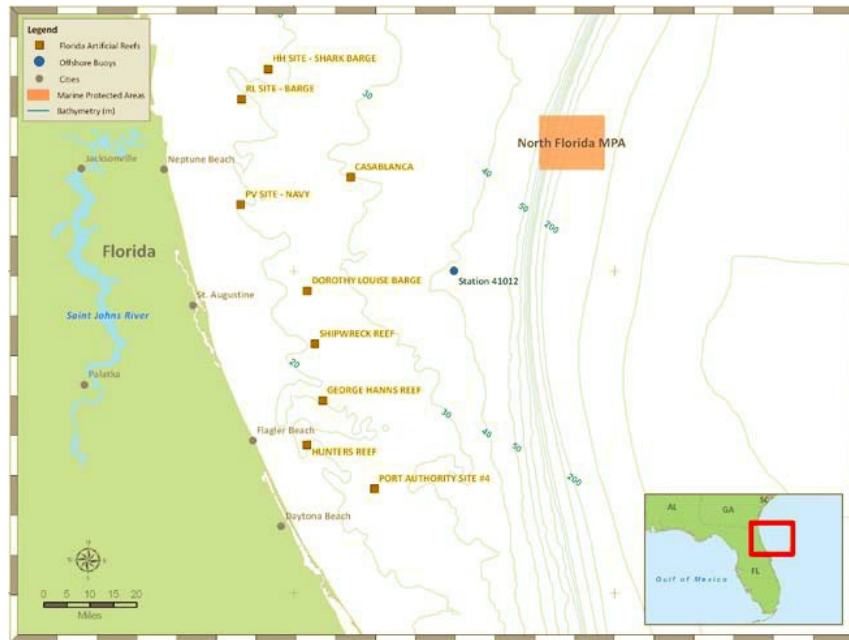 Legend
Florida Artificial Reefs
Offshore Buoys
Cities
Marine Protected Areas
Bathymetry (m)
HH SITE - SHARK BARGE
RL SITE - BARGE
30
North Florida MPA
Jacksonville
Neptune Beach
CASABLANCA
40
PV SITE - NAVY
50
200
Florida
DOROTHY LOUISE BARGE
Station 41012
St. Augustine
Saint Johns River
SHIPWRECK REEF
20
Palatka
GEORGE HANNS REEF
30
Flagler Beach
40
HUNTERS REEF
50
PORT AUTHORITY SITE #4
200
Daytona Beach
SC
AL
GA
FL
Gulf of Mexico
N
S
0 5 10 15 20
Miles